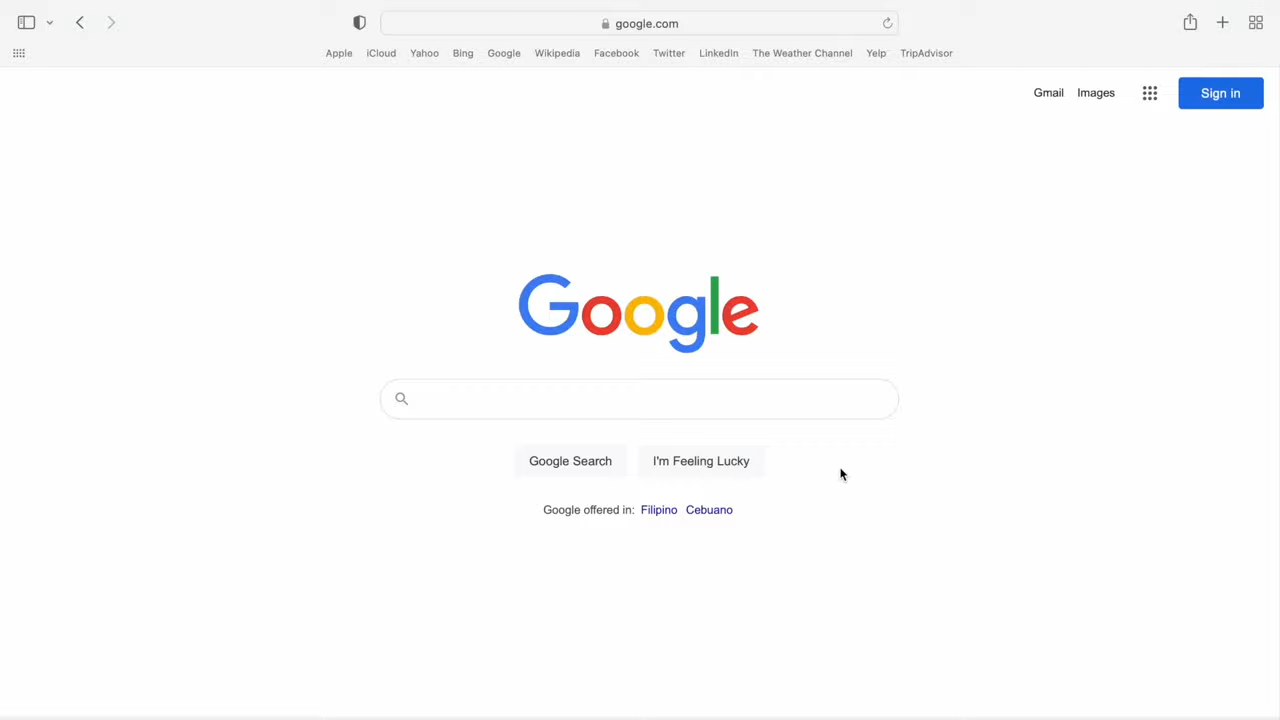 google.com
Apple iCloud Yahoo Bing Google Wikipedia Facebook Twitter LinkedIn The Weather Channel Yelp TripAdvisor
Gmail Images Sign in
Google
Google Search I'm Feeling Lucky
Google offered in: Filipino Cebuano